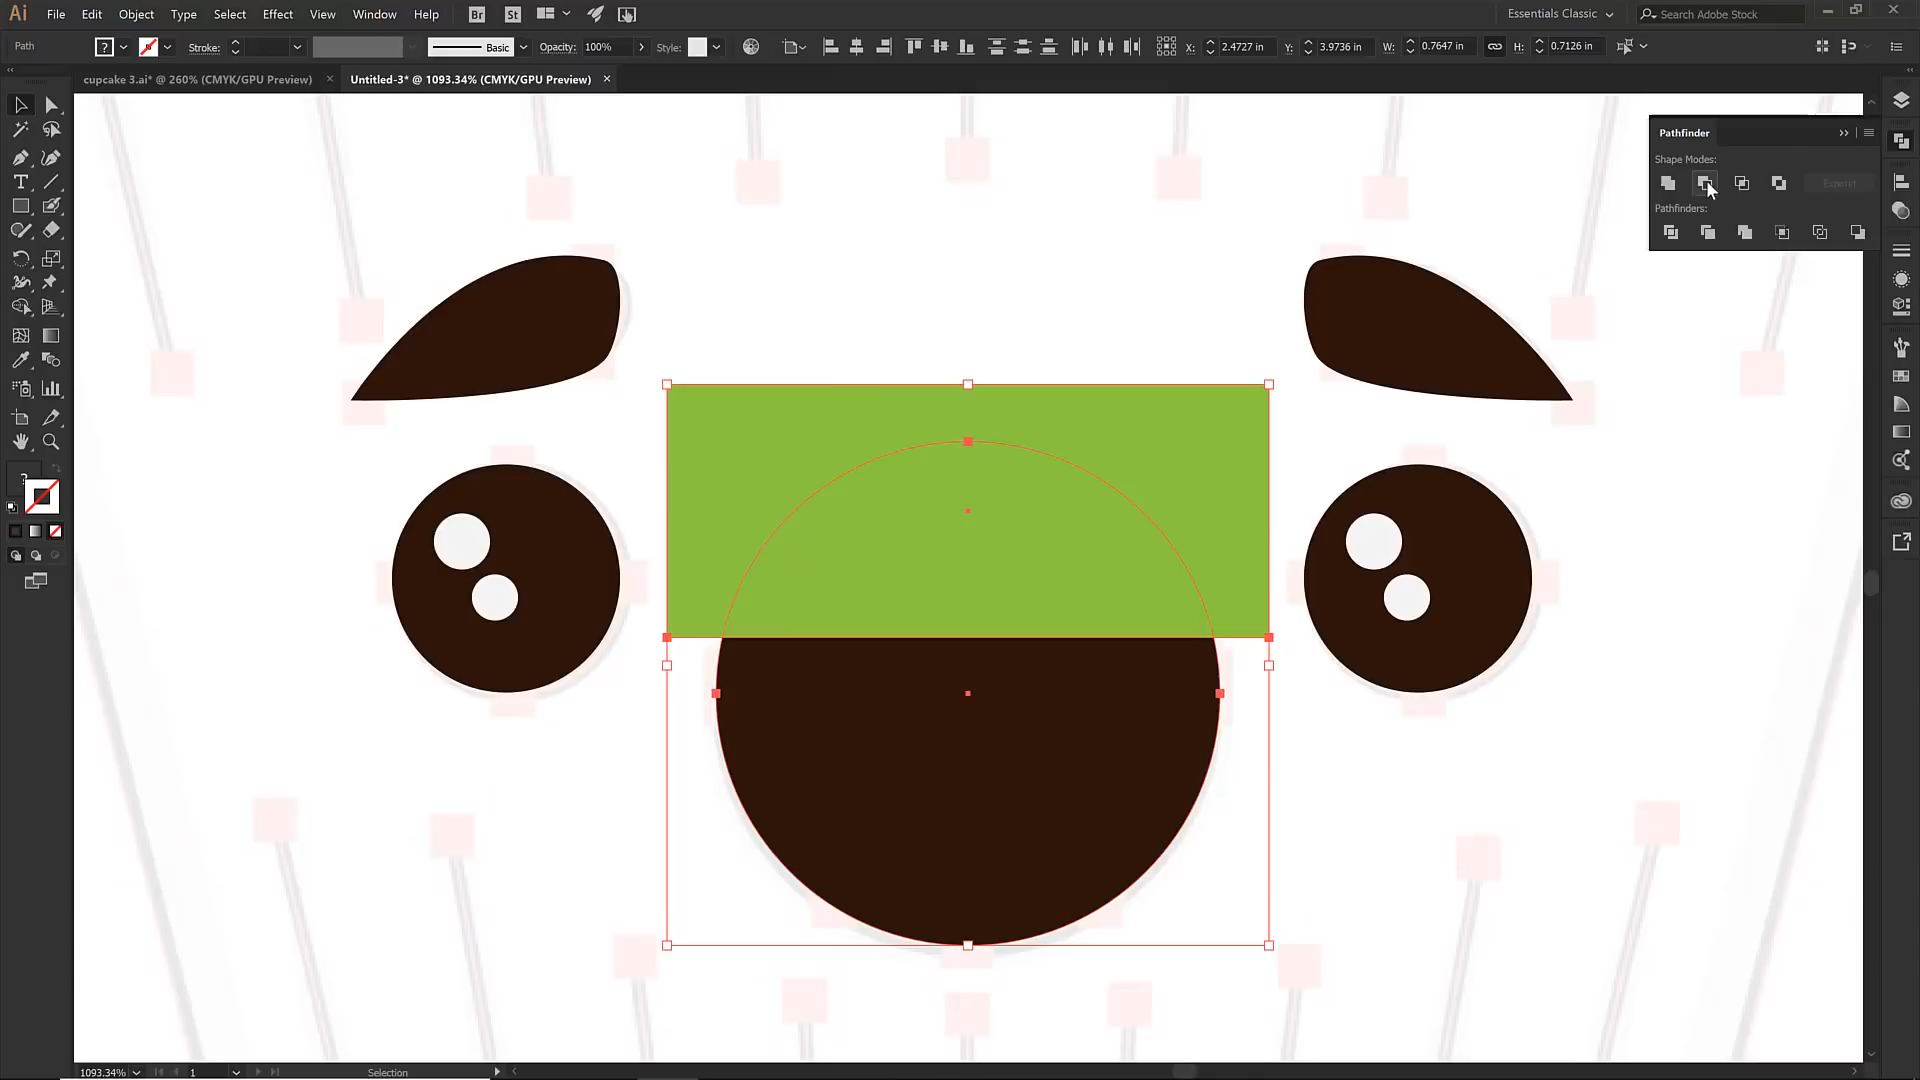 Ai File Edit Object Type Select Effect View Window Help Br St Essentials Classic Search Adobe Stock
Path ? Stroke: Basic Opacity: 100% Style: X: 2.4727 in Y: 3.9736 in W: 0.7647 in H: 0.7126 in
cupcake 3.ai* @ 260% (CMYK/GPU Preview) × Untitled-3* @ 1093.34% (CMYK/GPU Preview) ×
Pathfinder
Shape Modes:
Expand
Pathfinders:
T
?
1093.34% 1 Selection